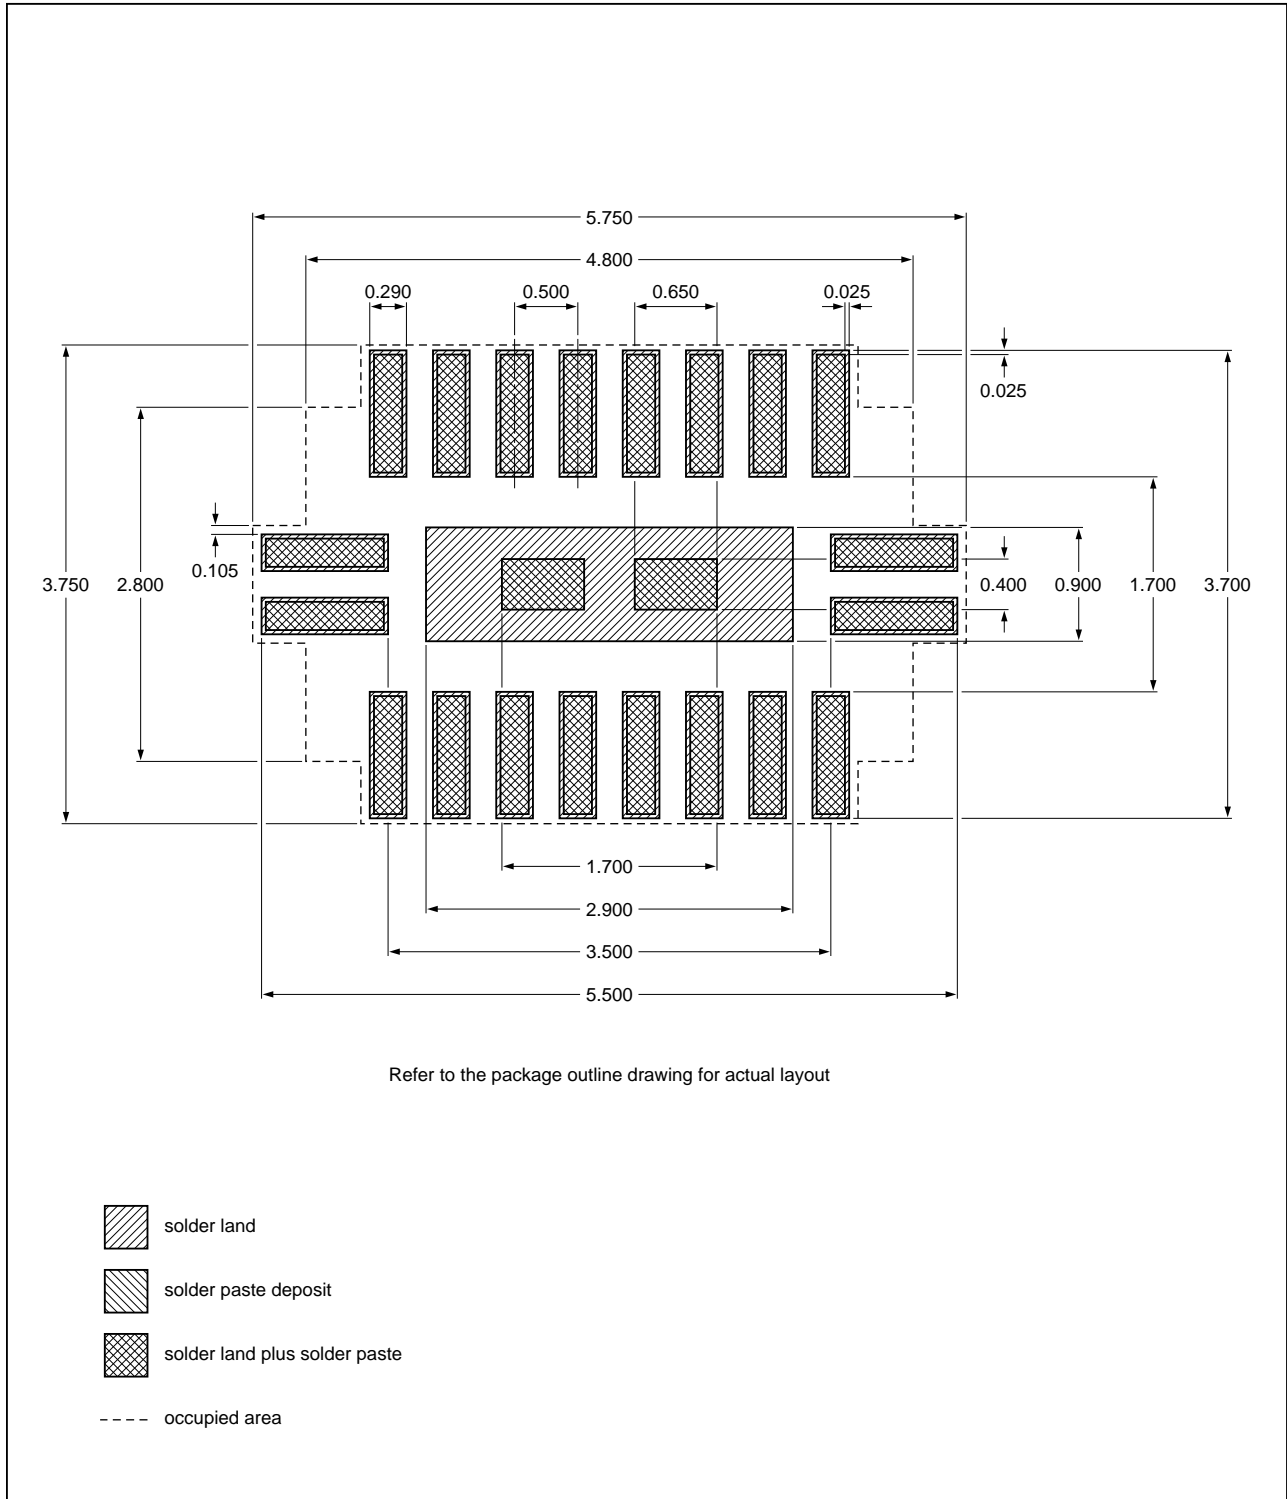 5.750
4.800
0.290 0.500 0.650 0.025
0.025
0.105
3.750 2.800 0.400 0.900 1.700 3.700
1.700
2.900
3.500
5.500
Refer to the package outline drawing for actual layout
solder land
solder paste deposit
solder land plus solder paste
occupied area